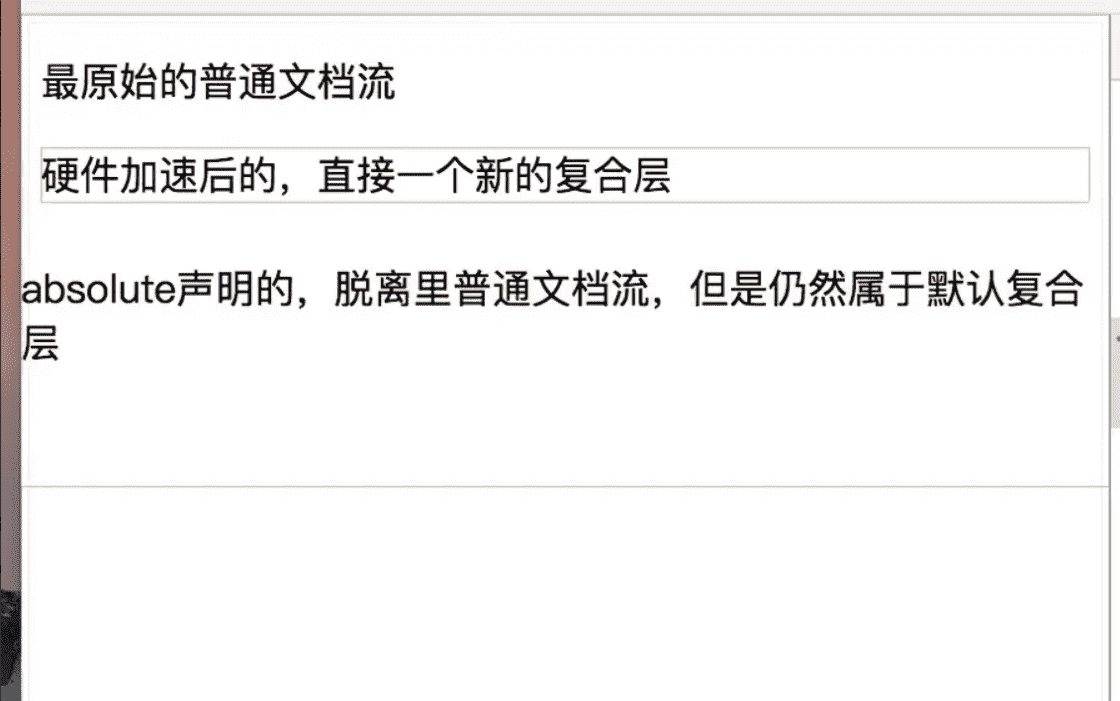 最原始的普通文档流
硬件加速后的，直接一个新的复合层
absolute声明的，脱离里普通文档流，但是仍然属于默认复合
层